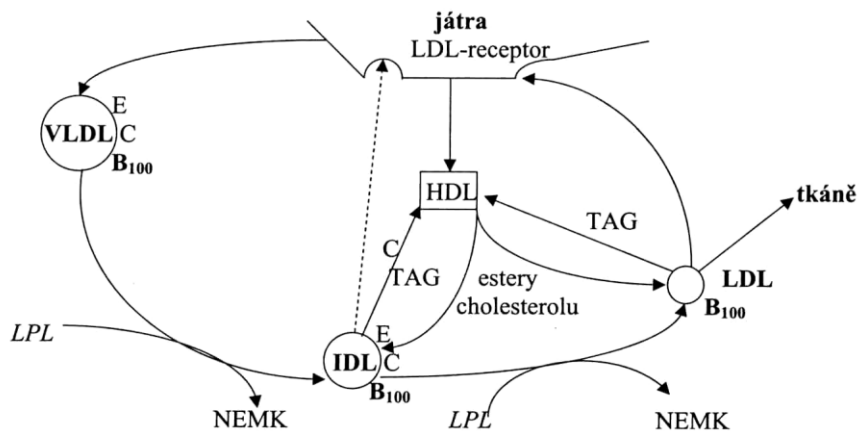 játra
LDL-receptor
E
VLDL C
B100
HDL
tkáně
TAG
C
TAG
estery
cholesterolu
LDL
B100
LPL
E
IDL C
B100
NEMK
LPL
NEMK